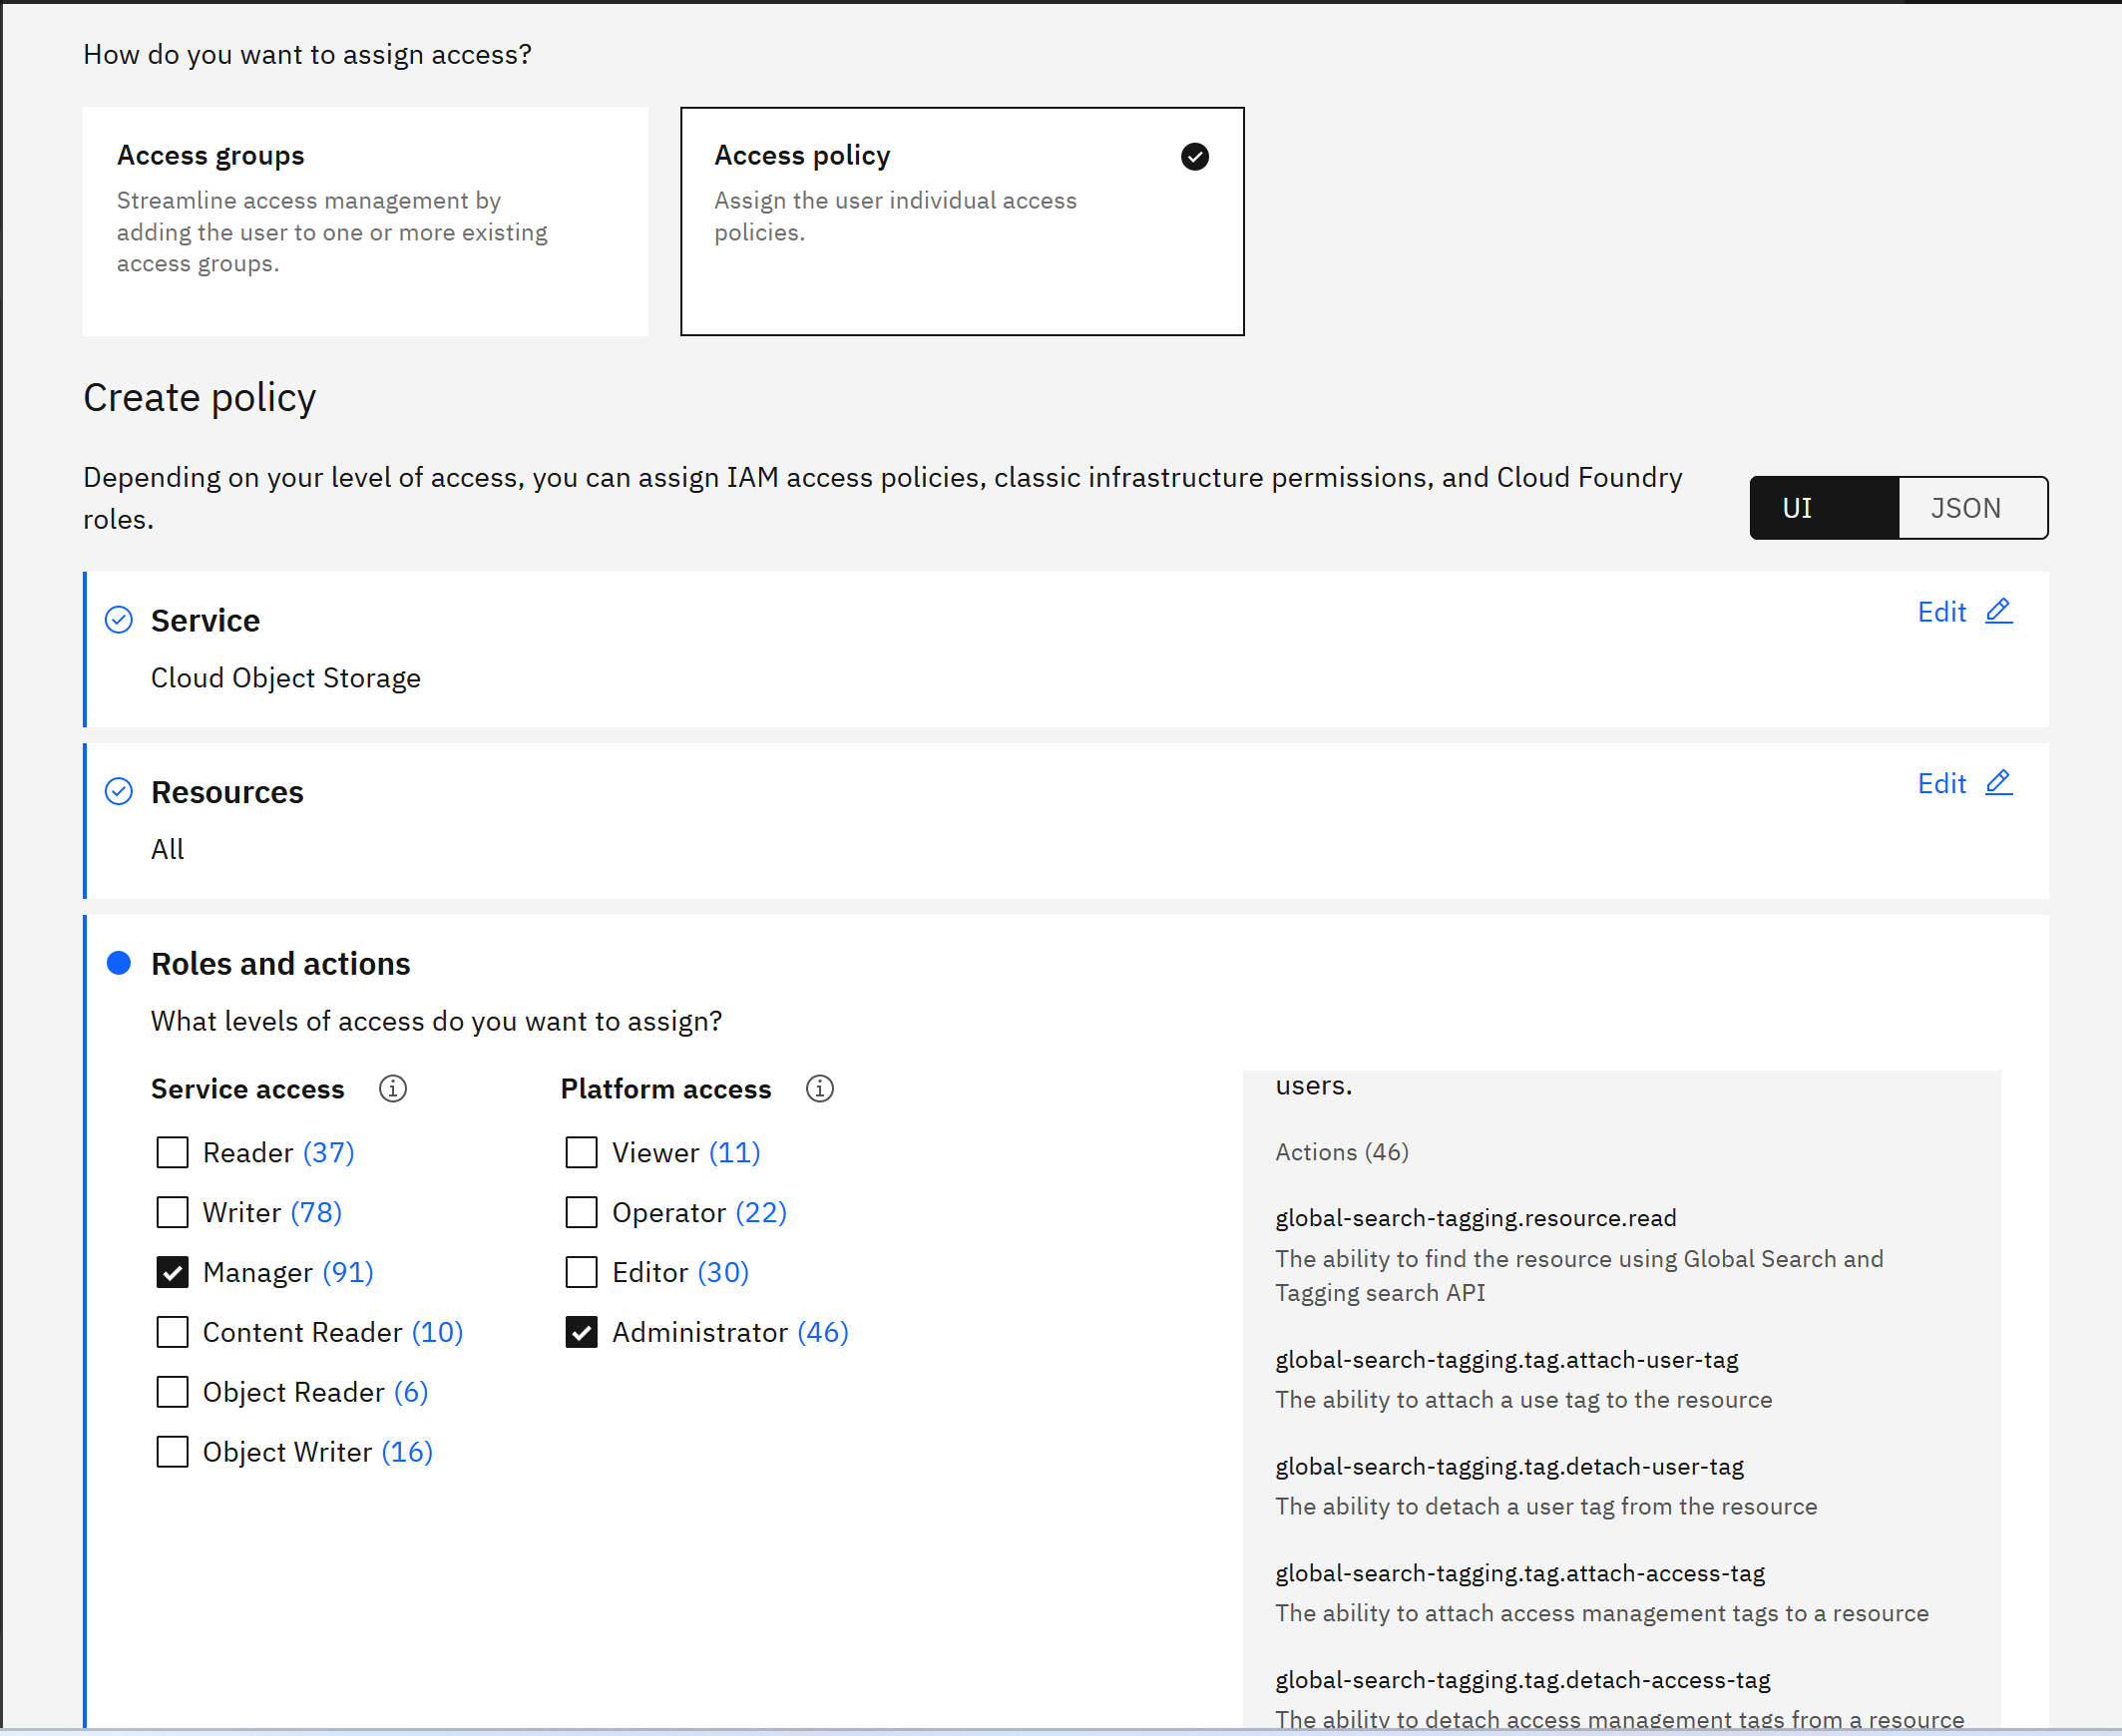 How do you want to assign access?
Access groups
Streamline access management by
adding the user to one or more existing
access groups.
Access policy
Assign the user individual access
policies.
Create policy
Depending on your level of access, you can assign IAM access policies, classic infrastructure permissions, and Cloud Foundry
roles.
UI
JSON
Service
Edit
Cloud Object Storage
Resources
Edit
All
Roles and actions
What levels of access do you want to assign?
Service access
Reader (37)
Writer (78)
Manager (91)
Content Reader (10)
Object Reader (6)
Object Writer (16)
Platform access
Viewer (11)
Operator (22)
Editor (30)
Administrator (46)
users.
Actions (46)
global-search-tagging.resource.read
The ability to find the resource using Global Search and
Tagging search API
global-search-tagging.tag.attach-user-tag
The ability to attach a use tag to the resource
global-search-tagging.tag.detach-user-tag
The ability to detach a user tag from the resource
global-search-tagging.tag.attach-access-tag
The ability to attach access management tags to a resource
global-search-tagging.tag.detach-access-tag
The ability to detach access management tags from a resource